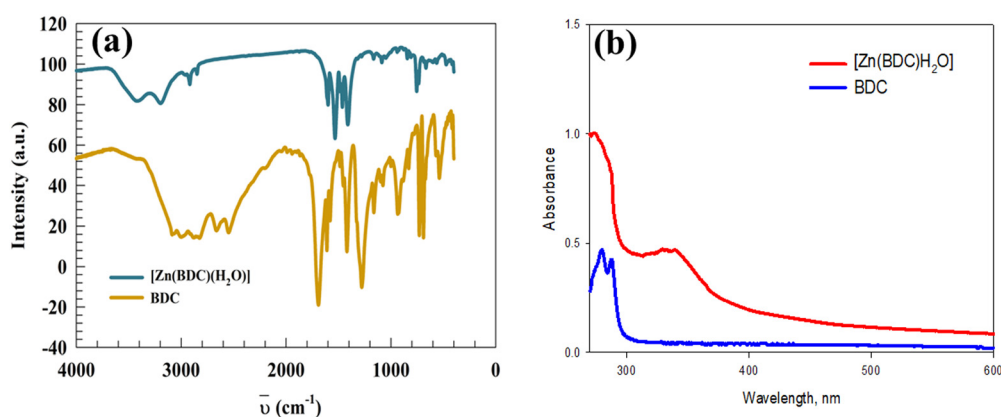 (a)
120
100
80
60
40
20
0
-20
-40
Intensity (a.u.)
[Zn(BDC)(H₂O)]
BDC
4000 3000 2000 1000 0
ῡ (cm⁻¹)
(b)
1.5
1.0
0.5
0.0
Absorbance
[Zn(BDC)H₂O]
BDC
300 400 500 600
Wavelength, nm